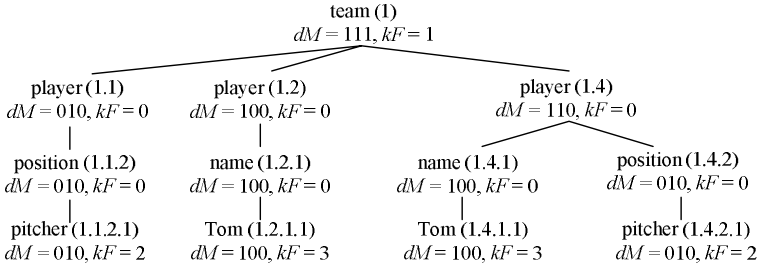 team (1)
dM = 111, kF = 1
player (1.1)
dM = 010, kF = 0
player (1.2)
dM = 100, kF = 0
player (1.4)
dM = 110, kF = 0
position (1.1.2)
dM = 010, kF = 0
name (1.2.1)
dM = 100, kF = 0
name (1.4.1)
dM = 100, kF = 0
position (1.4.2)
dM = 010, kF = 0
pitcher (1.1.2.1)
dM = 010, kF = 2
Tom (1.2.1.1)
dM = 100, kF = 3
Tom (1.4.1.1)
dM = 100, kF = 3
pitcher (1.4.2.1)
dM = 010, kF = 2